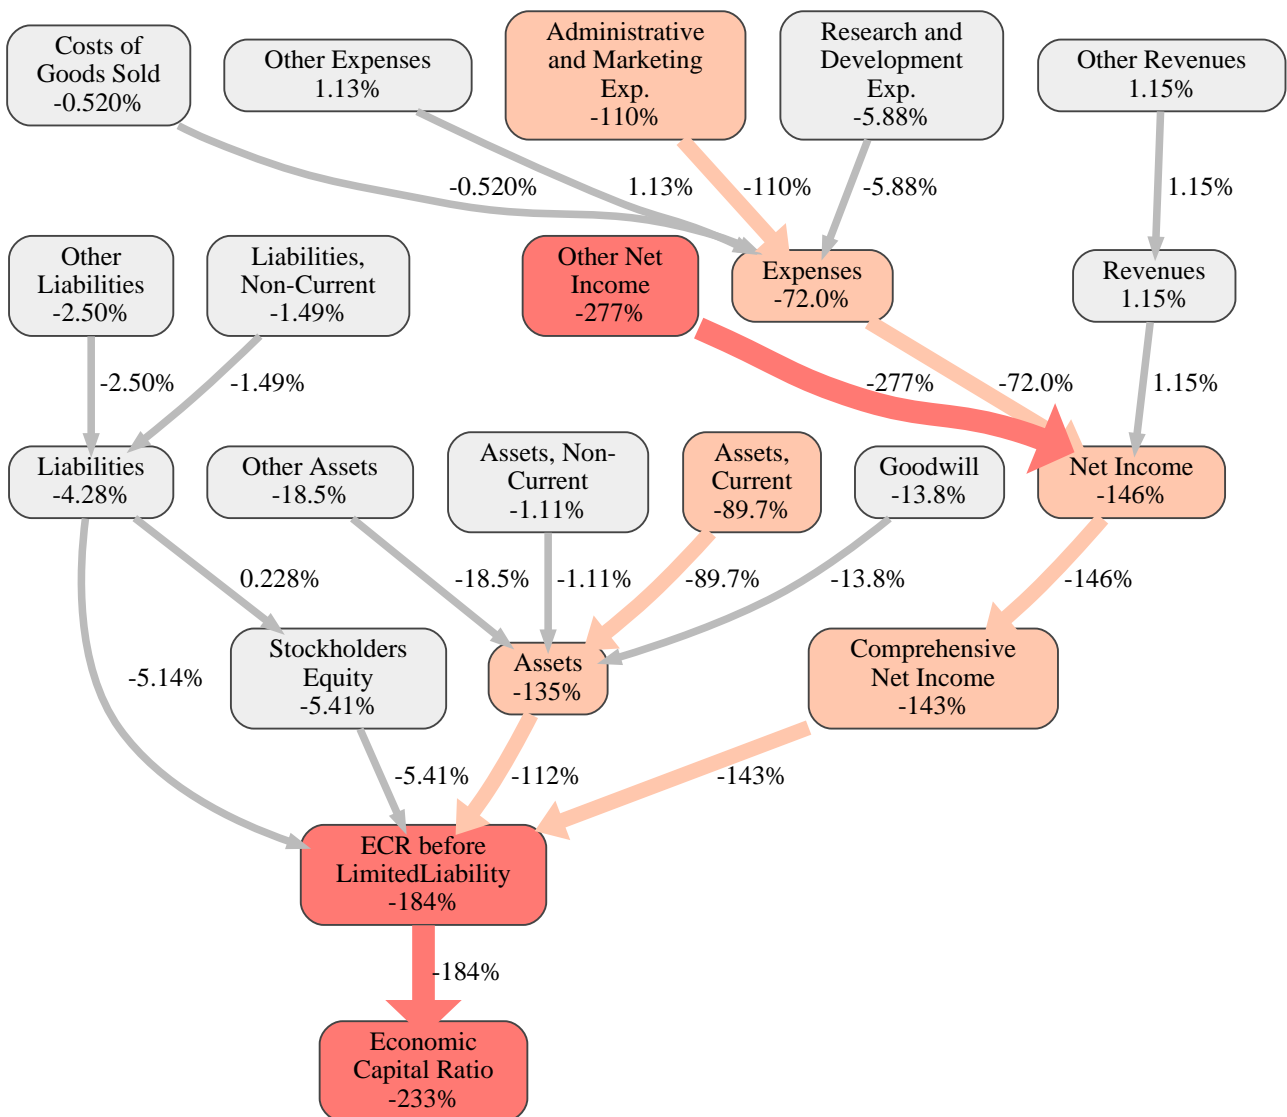 Costs of
Goods Sold
-0.520%
Other Expenses
1.13%
Administrative
and Marketing
Exp.
-110%
Research and
Development
Exp.
-5.88%
Other Revenues
1.15%
-0.520%
1.13%
-110%
-5.88%
1.15%
Other
Liabilities
-2.50%
Liabilities,
Non-Current
-1.49%
Other Net
Income
-277%
Expenses
-72.0%
Revenues
1.15%
-2.50%
-1.49%
-277%
-72.0%
1.15%
Liabilities
-4.28%
Other Assets
-18.5%
Assets, Non-
Current
-1.11%
Assets,
Current
-89.7%
Goodwill
-13.8%
Net Income
-146%
0.228%
-18.5%
-1.11%
-89.7%
-13.8%
-146%
-5.14%
Stockholders
Equity
-5.41%
Assets
-135%
Comprehensive
Net Income
-143%
-5.41%
-112%
-143%
ECR before
LimitedLiability
-184%
-184%
Economic
Capital Ratio
-233%